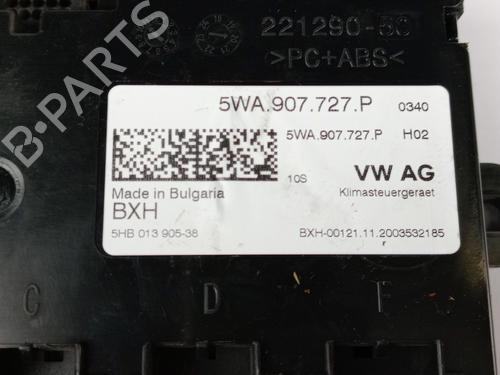 221290-50
>PC+ABS<
5WA.907.727.P 0340
5WA.907.727.P H02
10S VW AG
Made in Bulgaria Klimasteuergeraet
BXH
5HB 013 905-38 BXH-00121.11.2003532185
C D E
B-PARTS